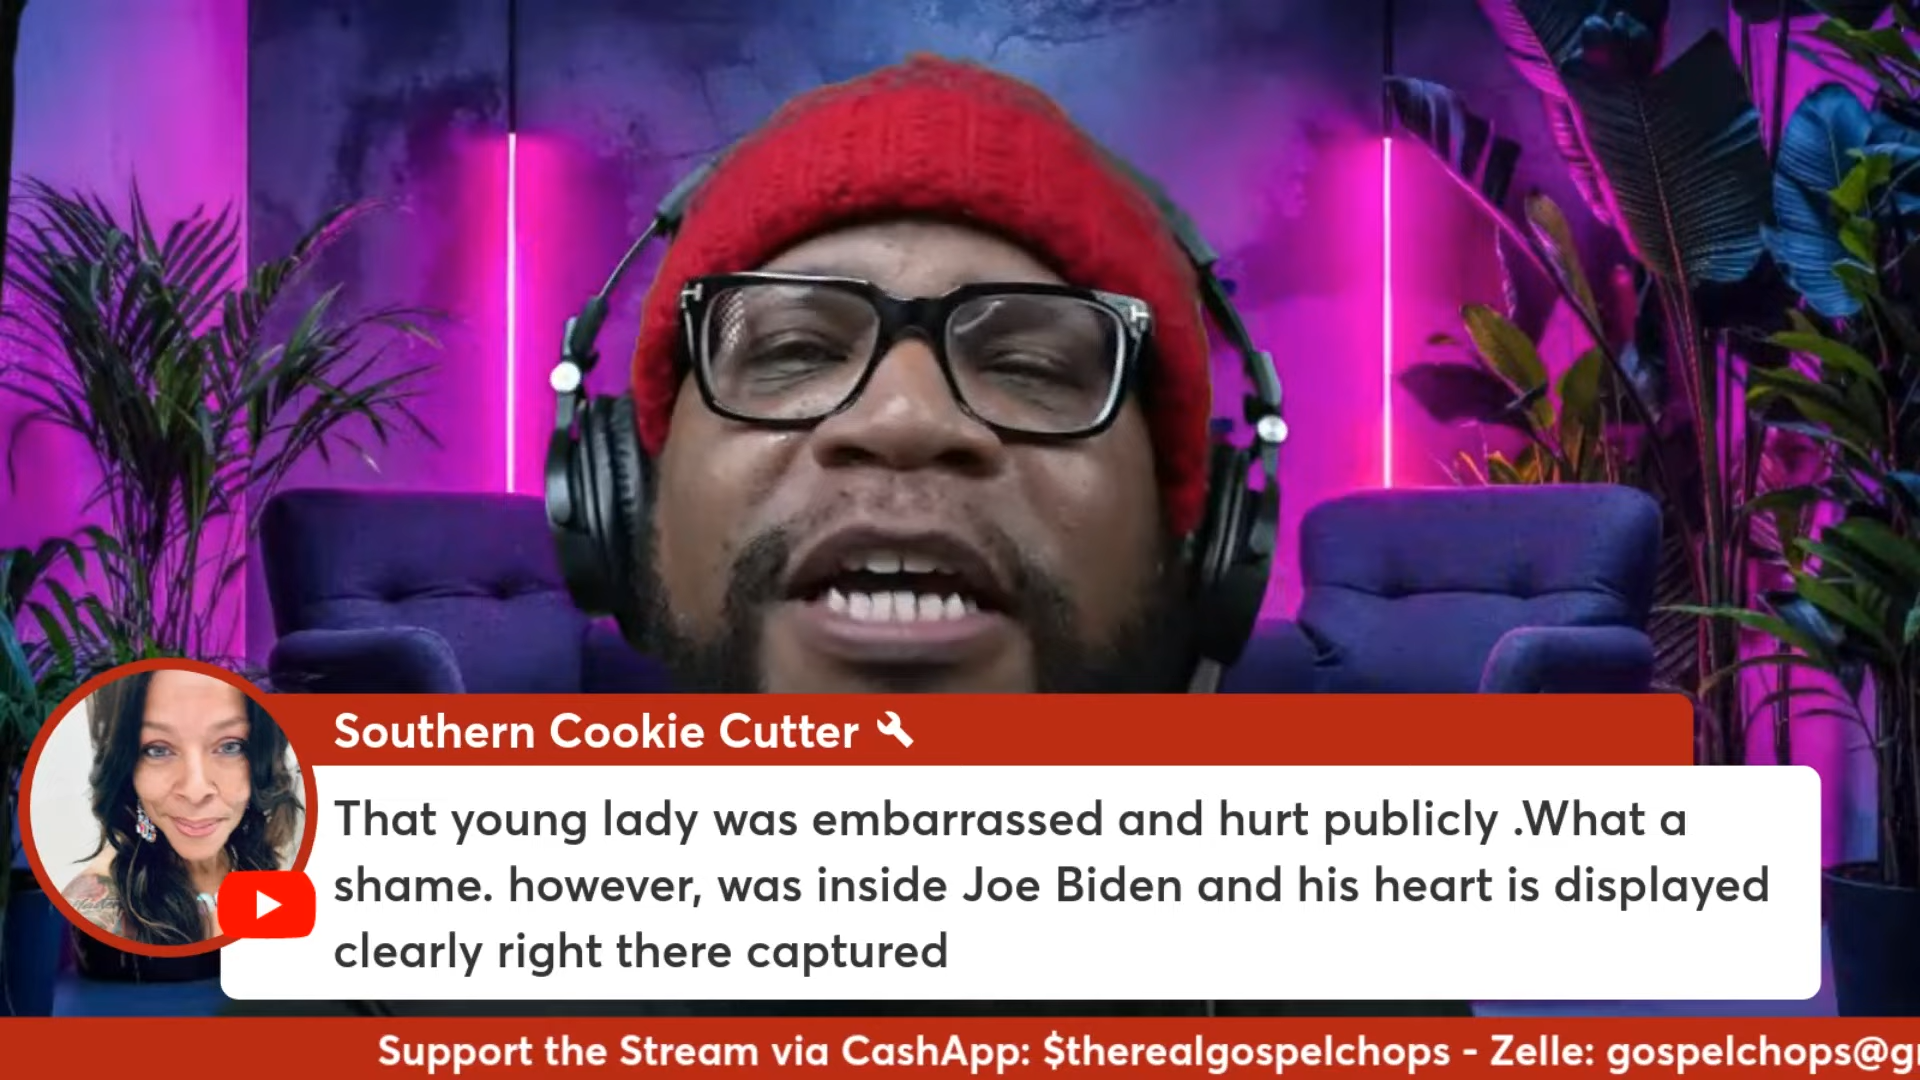 Southern Cookie Cutter
That young lady was embarrassed and hurt publicly .What a
shame. however, was inside Joe Biden and his heart is displayed
clearly right there captured
Support the Stream via CashApp: $therealgospelchops - Zelle: gospelchops@g